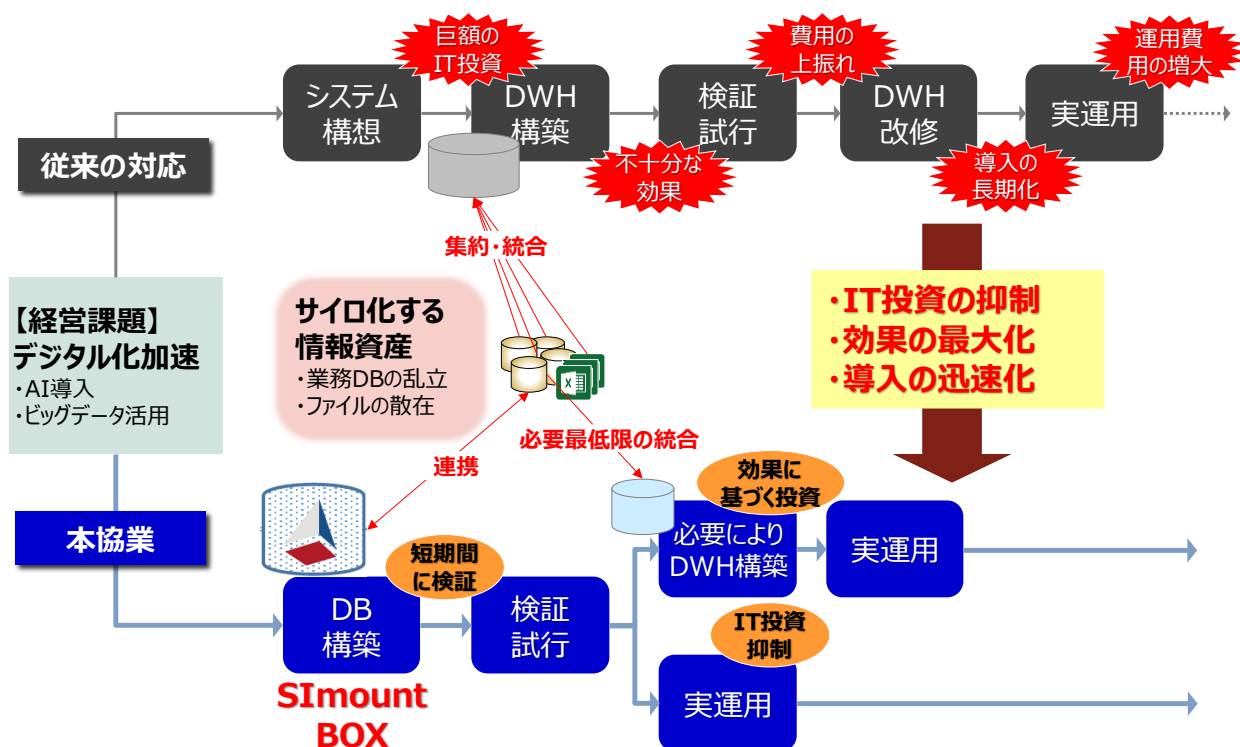 巨額の
IT投資
費用の
上振れ
運用費
用の増大
システム
構想
DWH
構築
検証
試行
DWH
改修
実運用
従来の対応
不十分な
効果
導入の
長期化
集約・統合
【経営課題】
デジタル化加速
・AI導入
・ビッグデータ活用
サイロ化する
情報資産
・業務DBの乱立
・ファイルの散在
・IT投資の抑制
・効果の最大化
・導入の迅速化
必要最低限の統合
連携
効果に
基づく投資
本協業
必要により
DWH構築
実運用
短期間
に検証
DB
構築
検証
試行
IT投資
抑制
実運用
SImount
BOX